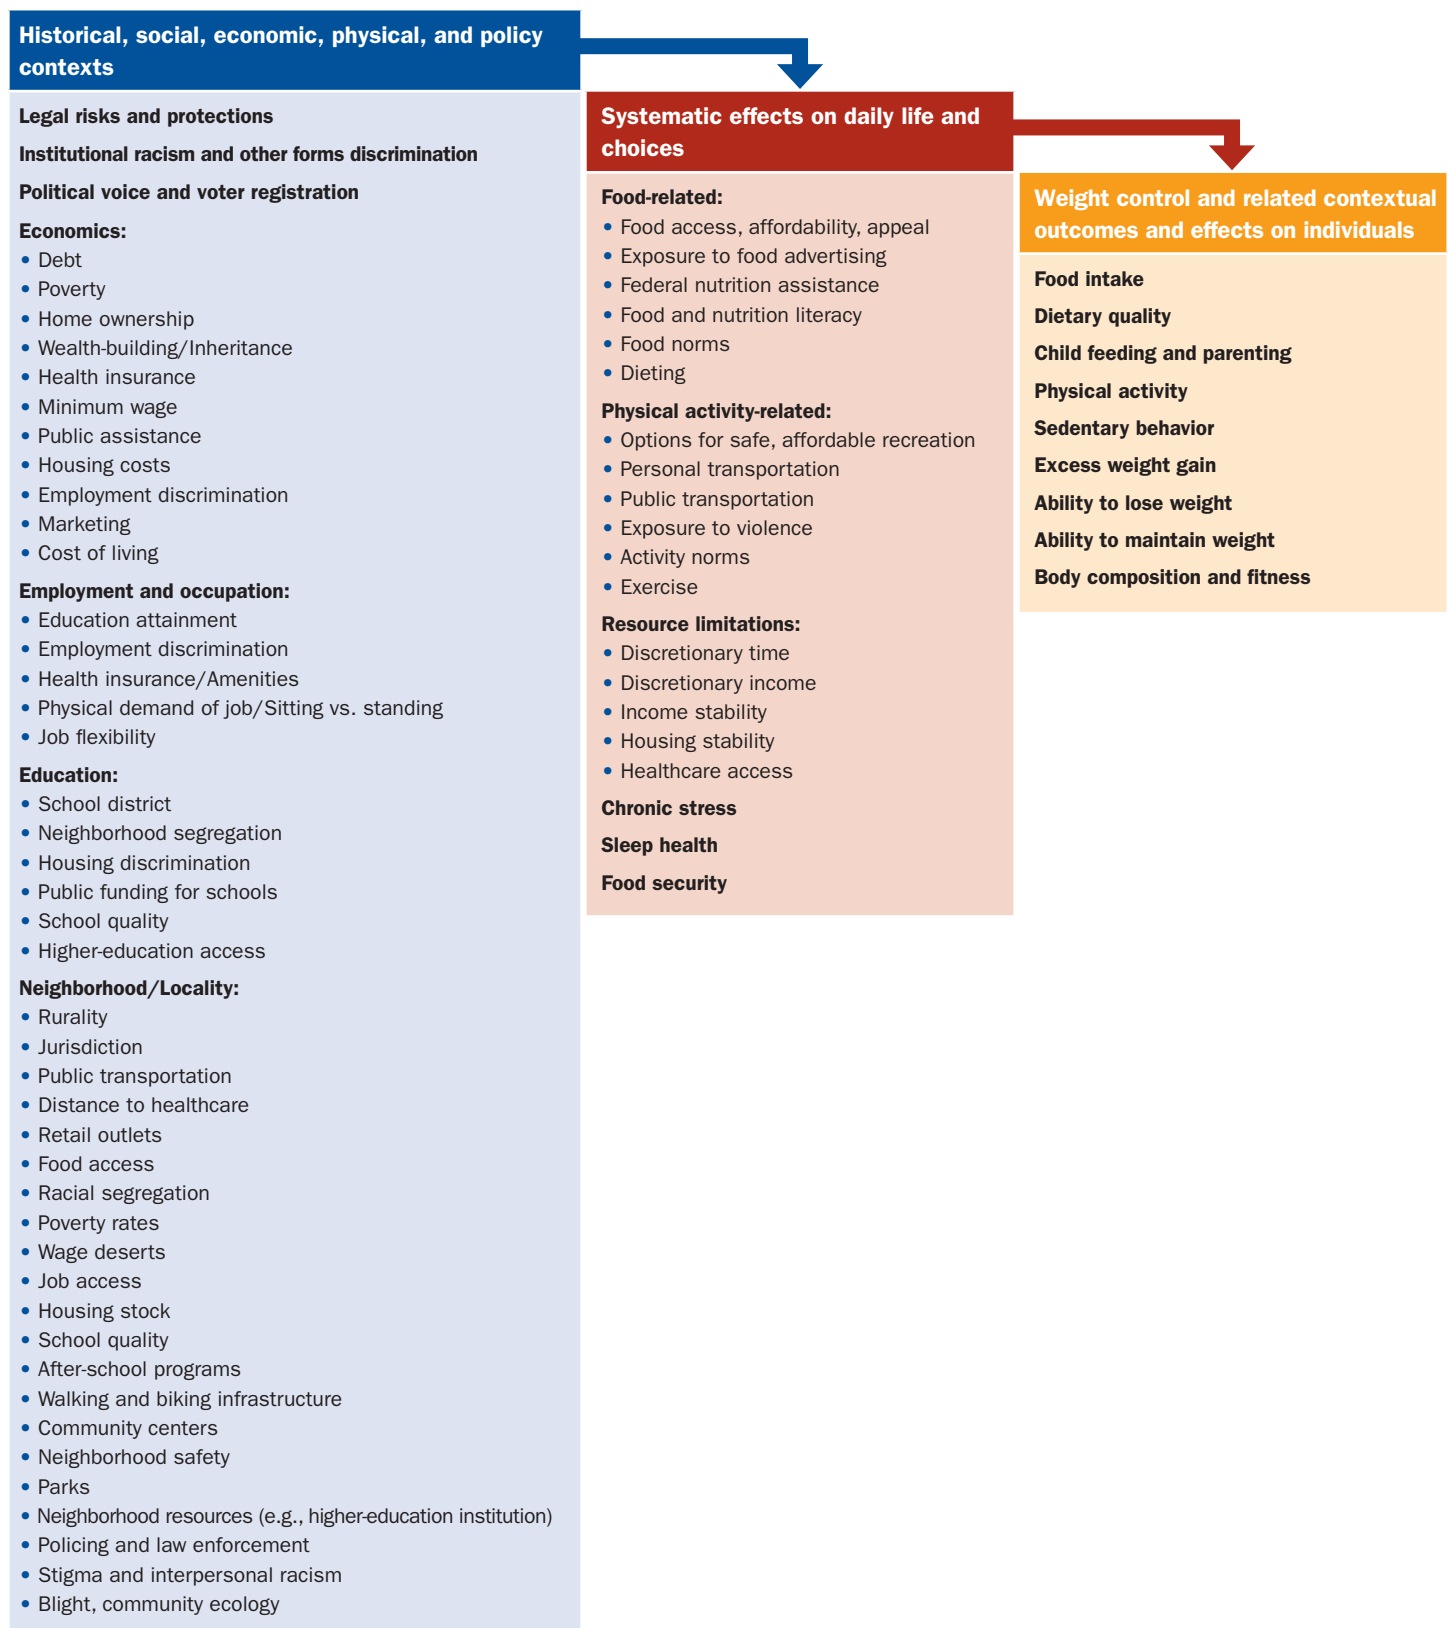 Historical, social, economic, physical, and policy
contexts
Legal risks and protections
Institutional racism and other forms discrimination
Political voice and voter registration
Economics:
• Debt
• Poverty
• Home ownership
• Wealth-building/Inheritance
• Health insurance
• Minimum wage
• Public assistance
• Housing costs
• Employment discrimination
• Marketing
• Cost of living
Employment and occupation:
• Education attainment
• Employment discrimination
• Health insurance/Amenities
• Physical demand of job/Sitting vs. standing
• Job flexibility
Education:
• School district
• Neighborhood segregation
• Housing discrimination
• Public funding for schools
• School quality
• Higher-education access
Neighborhood/Locality:
• Rurality
• Jurisdiction
• Public transportation
• Distance to healthcare
• Retail outlets
• Food access
• Racial segregation
• Poverty rates
• Wage deserts
• Job access
• Housing stock
• School quality
• After-school programs
• Walking and biking infrastructure
• Community centers
• Neighborhood safety
• Parks
• Neighborhood resources (e.g., higher-education institution)
• Policing and law enforcement
• Stigma and interpersonal racism
• Blight, community ecology
Systematic effects on daily life and
choices
Food-related:
• Food access, affordability, appeal
• Exposure to food advertising
• Federal nutrition assistance
• Food and nutrition literacy
• Food norms
• Dieting
Physical activity-related:
• Options for safe, affordable recreation
• Personal transportation
• Public transportation
• Exposure to violence
• Activity norms
• Exercise
Resource limitations:
• Discretionary time
• Discretionary income
• Income stability
• Housing stability
• Healthcare access
Chronic stress
Sleep health
Food security
Weight control and related contextual
outcomes and effects on individuals
Food intake
Dietary quality
Child feeding and parenting
Physical activity
Sedentary behavior
Excess weight gain
Ability to lose weight
Ability to maintain weight
Body composition and fitness